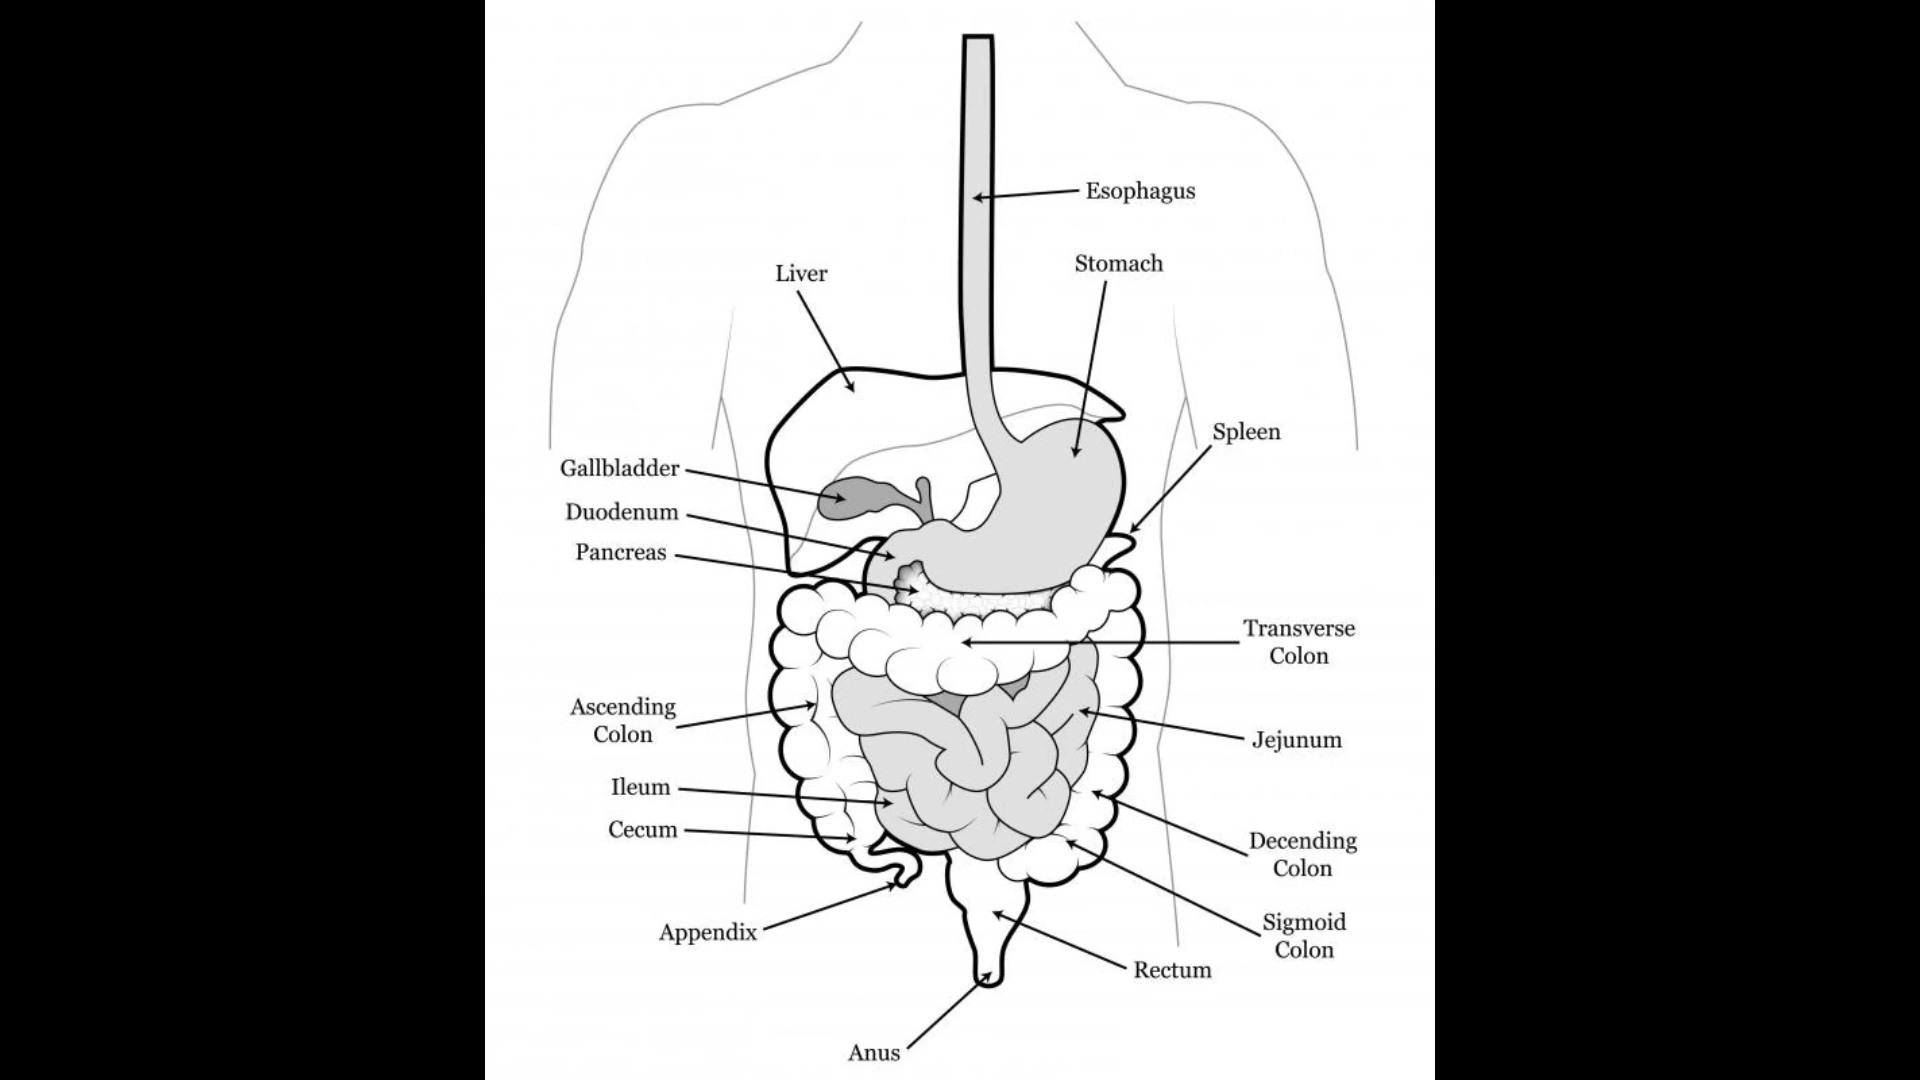 Esophagus
Stomach
Liver
Spleen
Gallbladder
Duodenum
Pancreas
Transverse
Colon
Ascending
Colon
Jejunum
Ileum
Cecum
Decending
Colon
Appendix
Sigmoid
Colon
Rectum
Anus